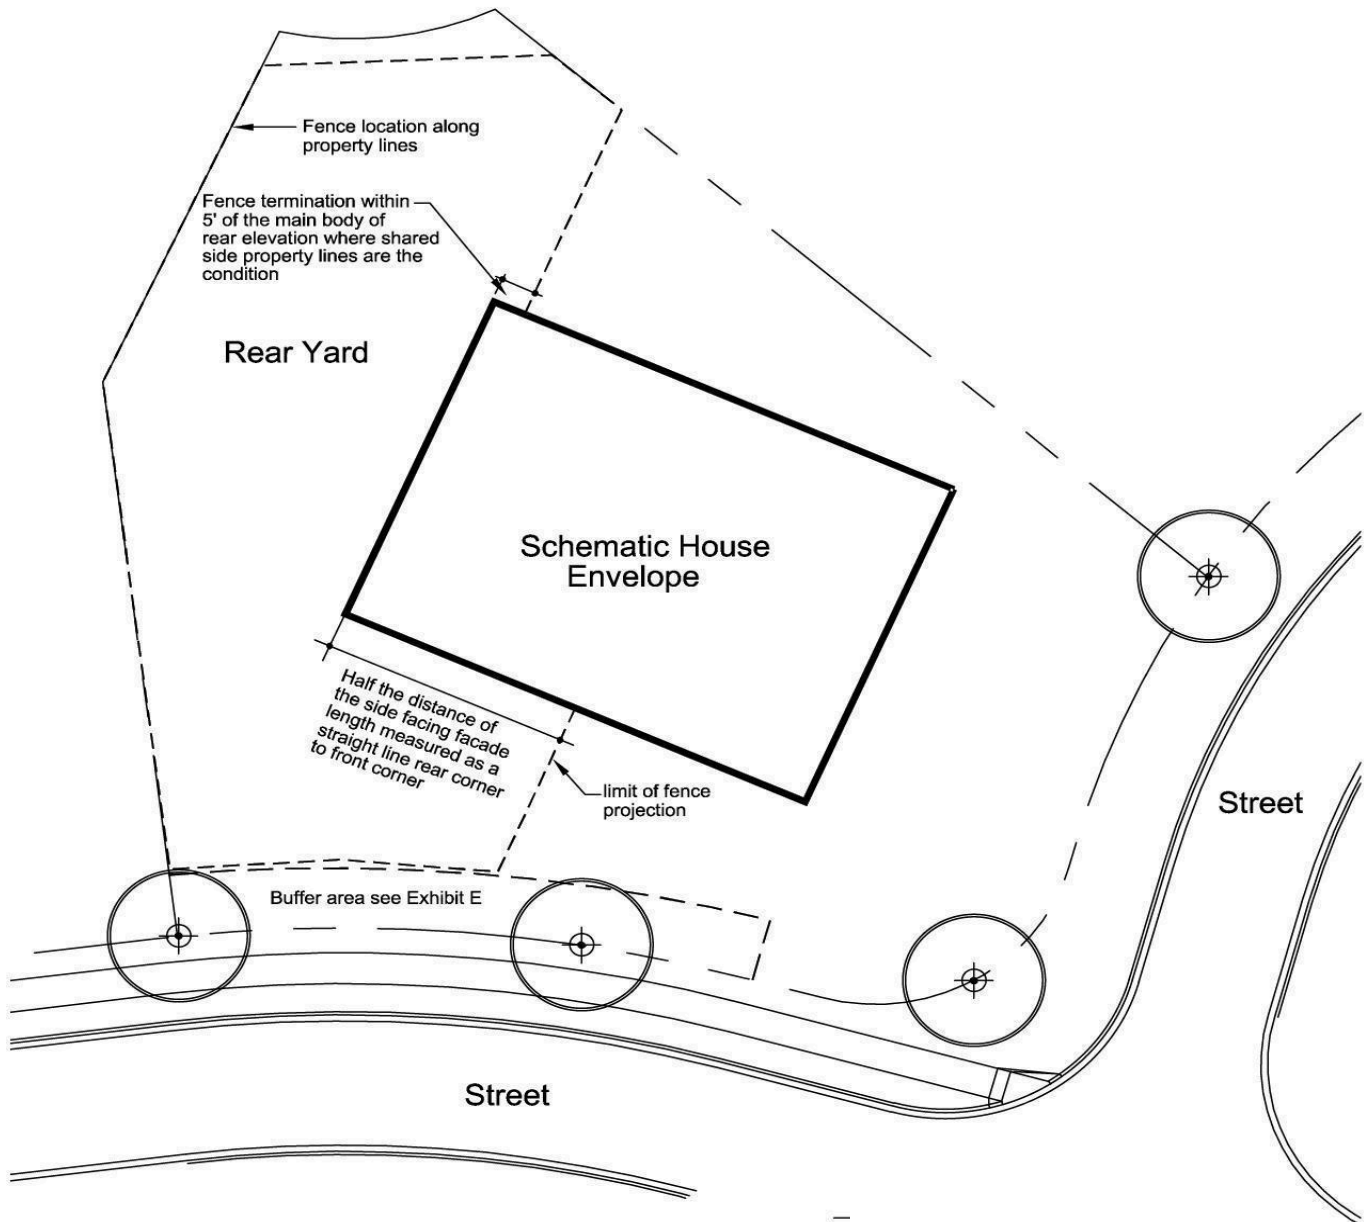 Fence location along
property lines
Fence termination within
5' of the main body of
rear elevation where shared
side property lines are the
condition
Rear Yard
Schematic House
Envelope
Half the distance of
the side facing facade
length measured as a
straight line rear corner
to front corner
limit of fence
projection
Street
Buffer area see Exhibit E
Street